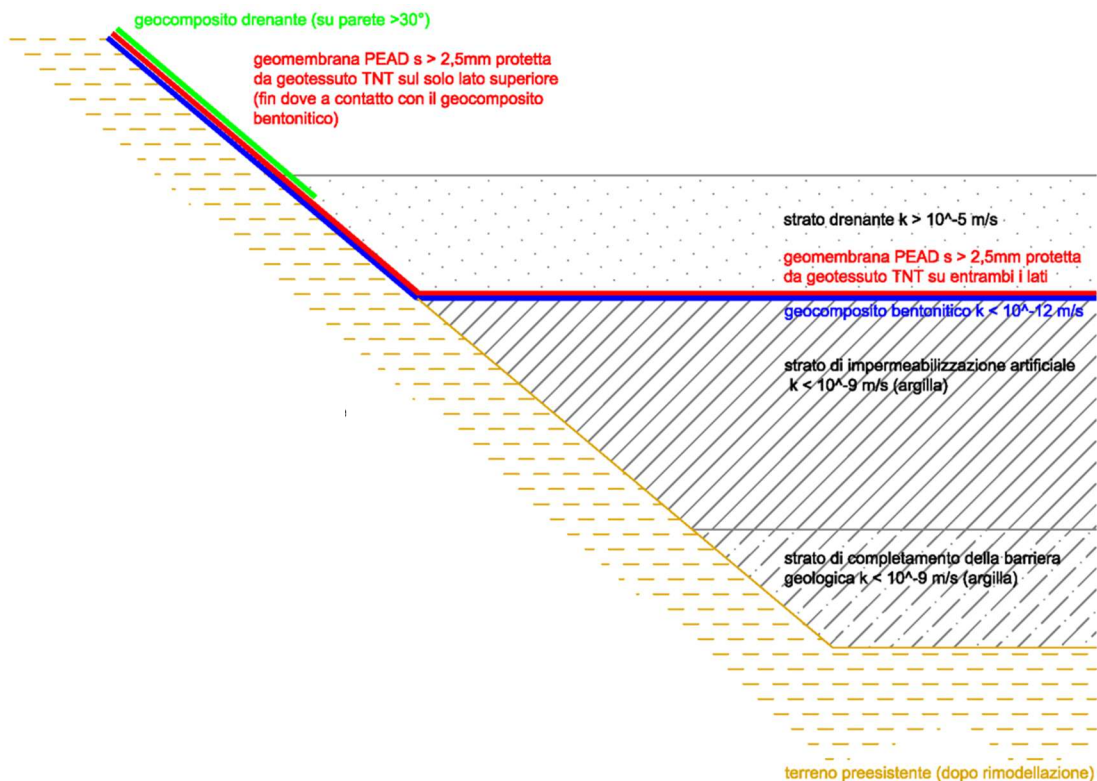 geocomposito drenante (su parete >30°)
geomembrana PEAD s > 2,5mm protetta
da geotessuto TNT sul solo lato superiore
(fin dove a contatto con il geocomposito
bentonitico)
strato drenante k > 10^-5 m/s
geomembrana PEAD s > 2,5mm protetta
da geotessuto TNT su entrambi i lati
geocomposito bentonitico k < 10^-12 m/s
strato di impermeabilizzazione artificiale
k < 10^-9 m/s (argilla)
strato di completamento della barriera
geologica k < 10^-9 m/s (argilla)
terreno preesistente (dopo rimodellazione)